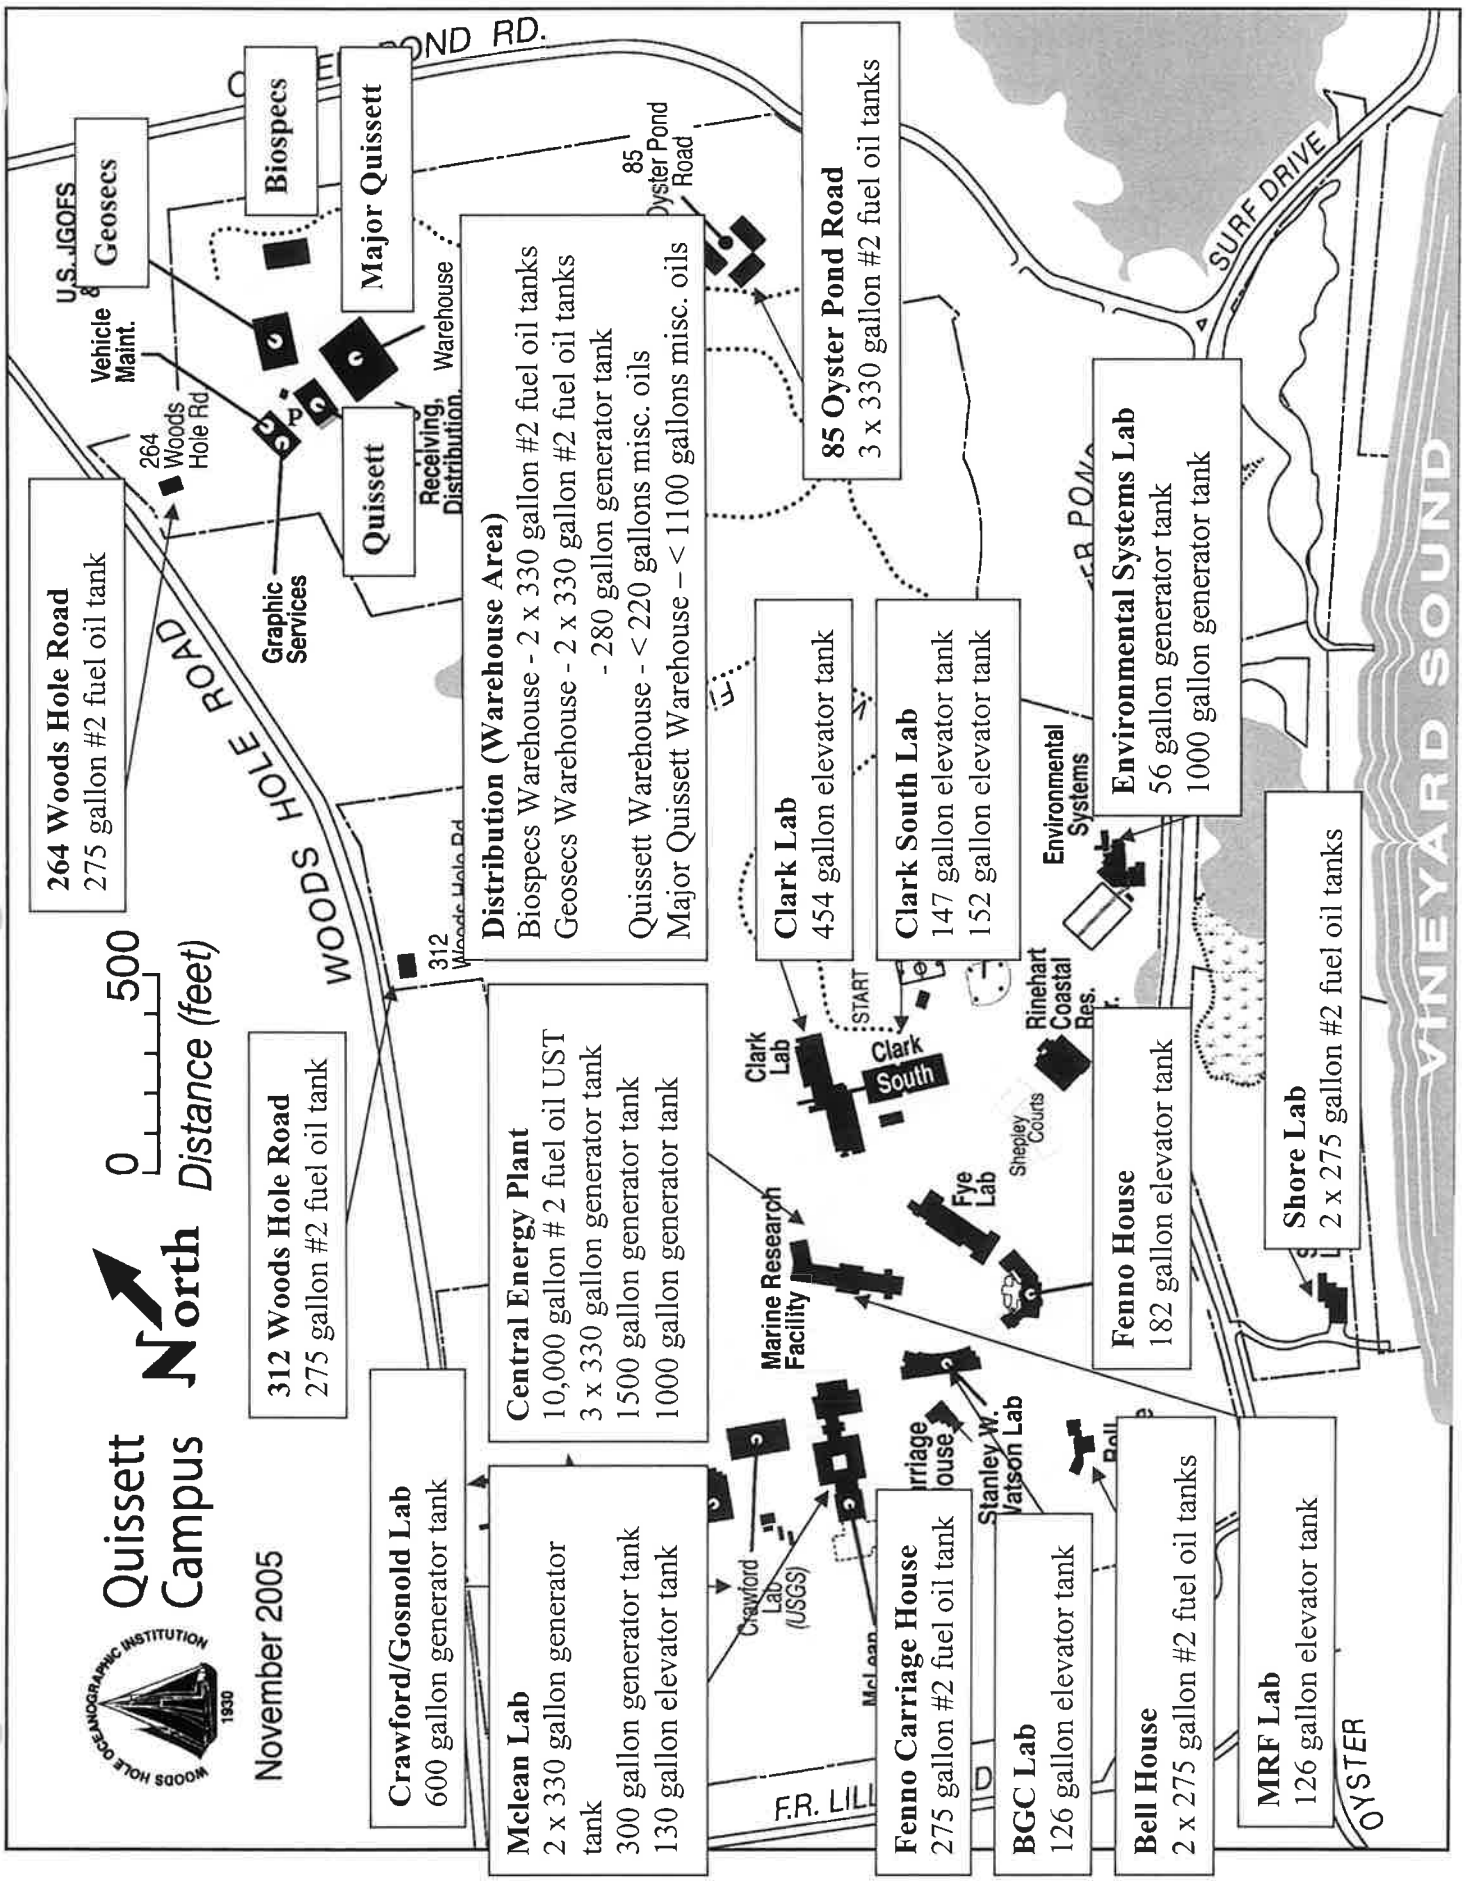 WOODS HOLE OCEANOGRAPHIC INSTITUTION
1930
Quissett
Campus
November 2005
North
0 500
Distance (feet)
264 Woods Hole Road
275 gallon #2 fuel oil tank
312 Woods Hole Road
275 gallon #2 fuel oil tank
Crawford/Gosnold Lab
600 gallon generator tank
Mclean Lab
2 x 330 gallon generator
tank
300 gallon generator tank
130 gallon elevator tank
Central Energy Plant
10,000 gallon # 2 fuel oil UST
3 x 330 gallon generator tank
1500 gallon generator tank
1000 gallon generator tank
Distribution (Warehouse Area)
Biospecs Warehouse - 2 x 330 gallon #2 fuel oil tanks
Geosecs Warehouse - 2 x 330 gallon #2 fuel oil tanks
- 280 gallon generator tank
Quissett Warehouse - < 220 gallons misc. oils
Major Quissett Warehouse – < 1100 gallons misc. oils
Geosecs
Biospecs
Major Quissett
Quissett
U.S. JGOFS
&
Vehicle
Maint.
264
Woods
Hole Rd
P
Warehouse
Receiving,
Distribution,
Graphic
Services
WOODS HOLE ROAD
POND RD.
312
Woods Hole Rd
85
Oyster Pond
Road
85 Oyster Pond Road
3 x 330 gallon #2 fuel oil tanks
Clark Lab
454 gallon elevator tank
Clark South Lab
147 gallon elevator tank
152 gallon elevator tank
Environmental Systems Lab
56 gallon generator tank
1000 gallon generator tank
Environmental
Systems
START
Clark
Lab
Clark
South
Rinehart
Coastal
Res.
Shepley
Courts
Fye
Lab
Marine Research
Facility
Fenno House
182 gallon elevator tank
Shore Lab
2 x 275 gallon #2 fuel oil tanks
Crawford
Lab
(USGS)
McLean
Stanley W.
Watson Lab
Fenno Carriage House
275 gallon #2 fuel oil tank
BGC Lab
126 gallon elevator tank
Bell House
2 x 275 gallon #2 fuel oil tanks
MRF Lab
126 gallon elevator tank
F.R. LILL
OYSTER
SURF DRIVE
VINEYARD SOUND